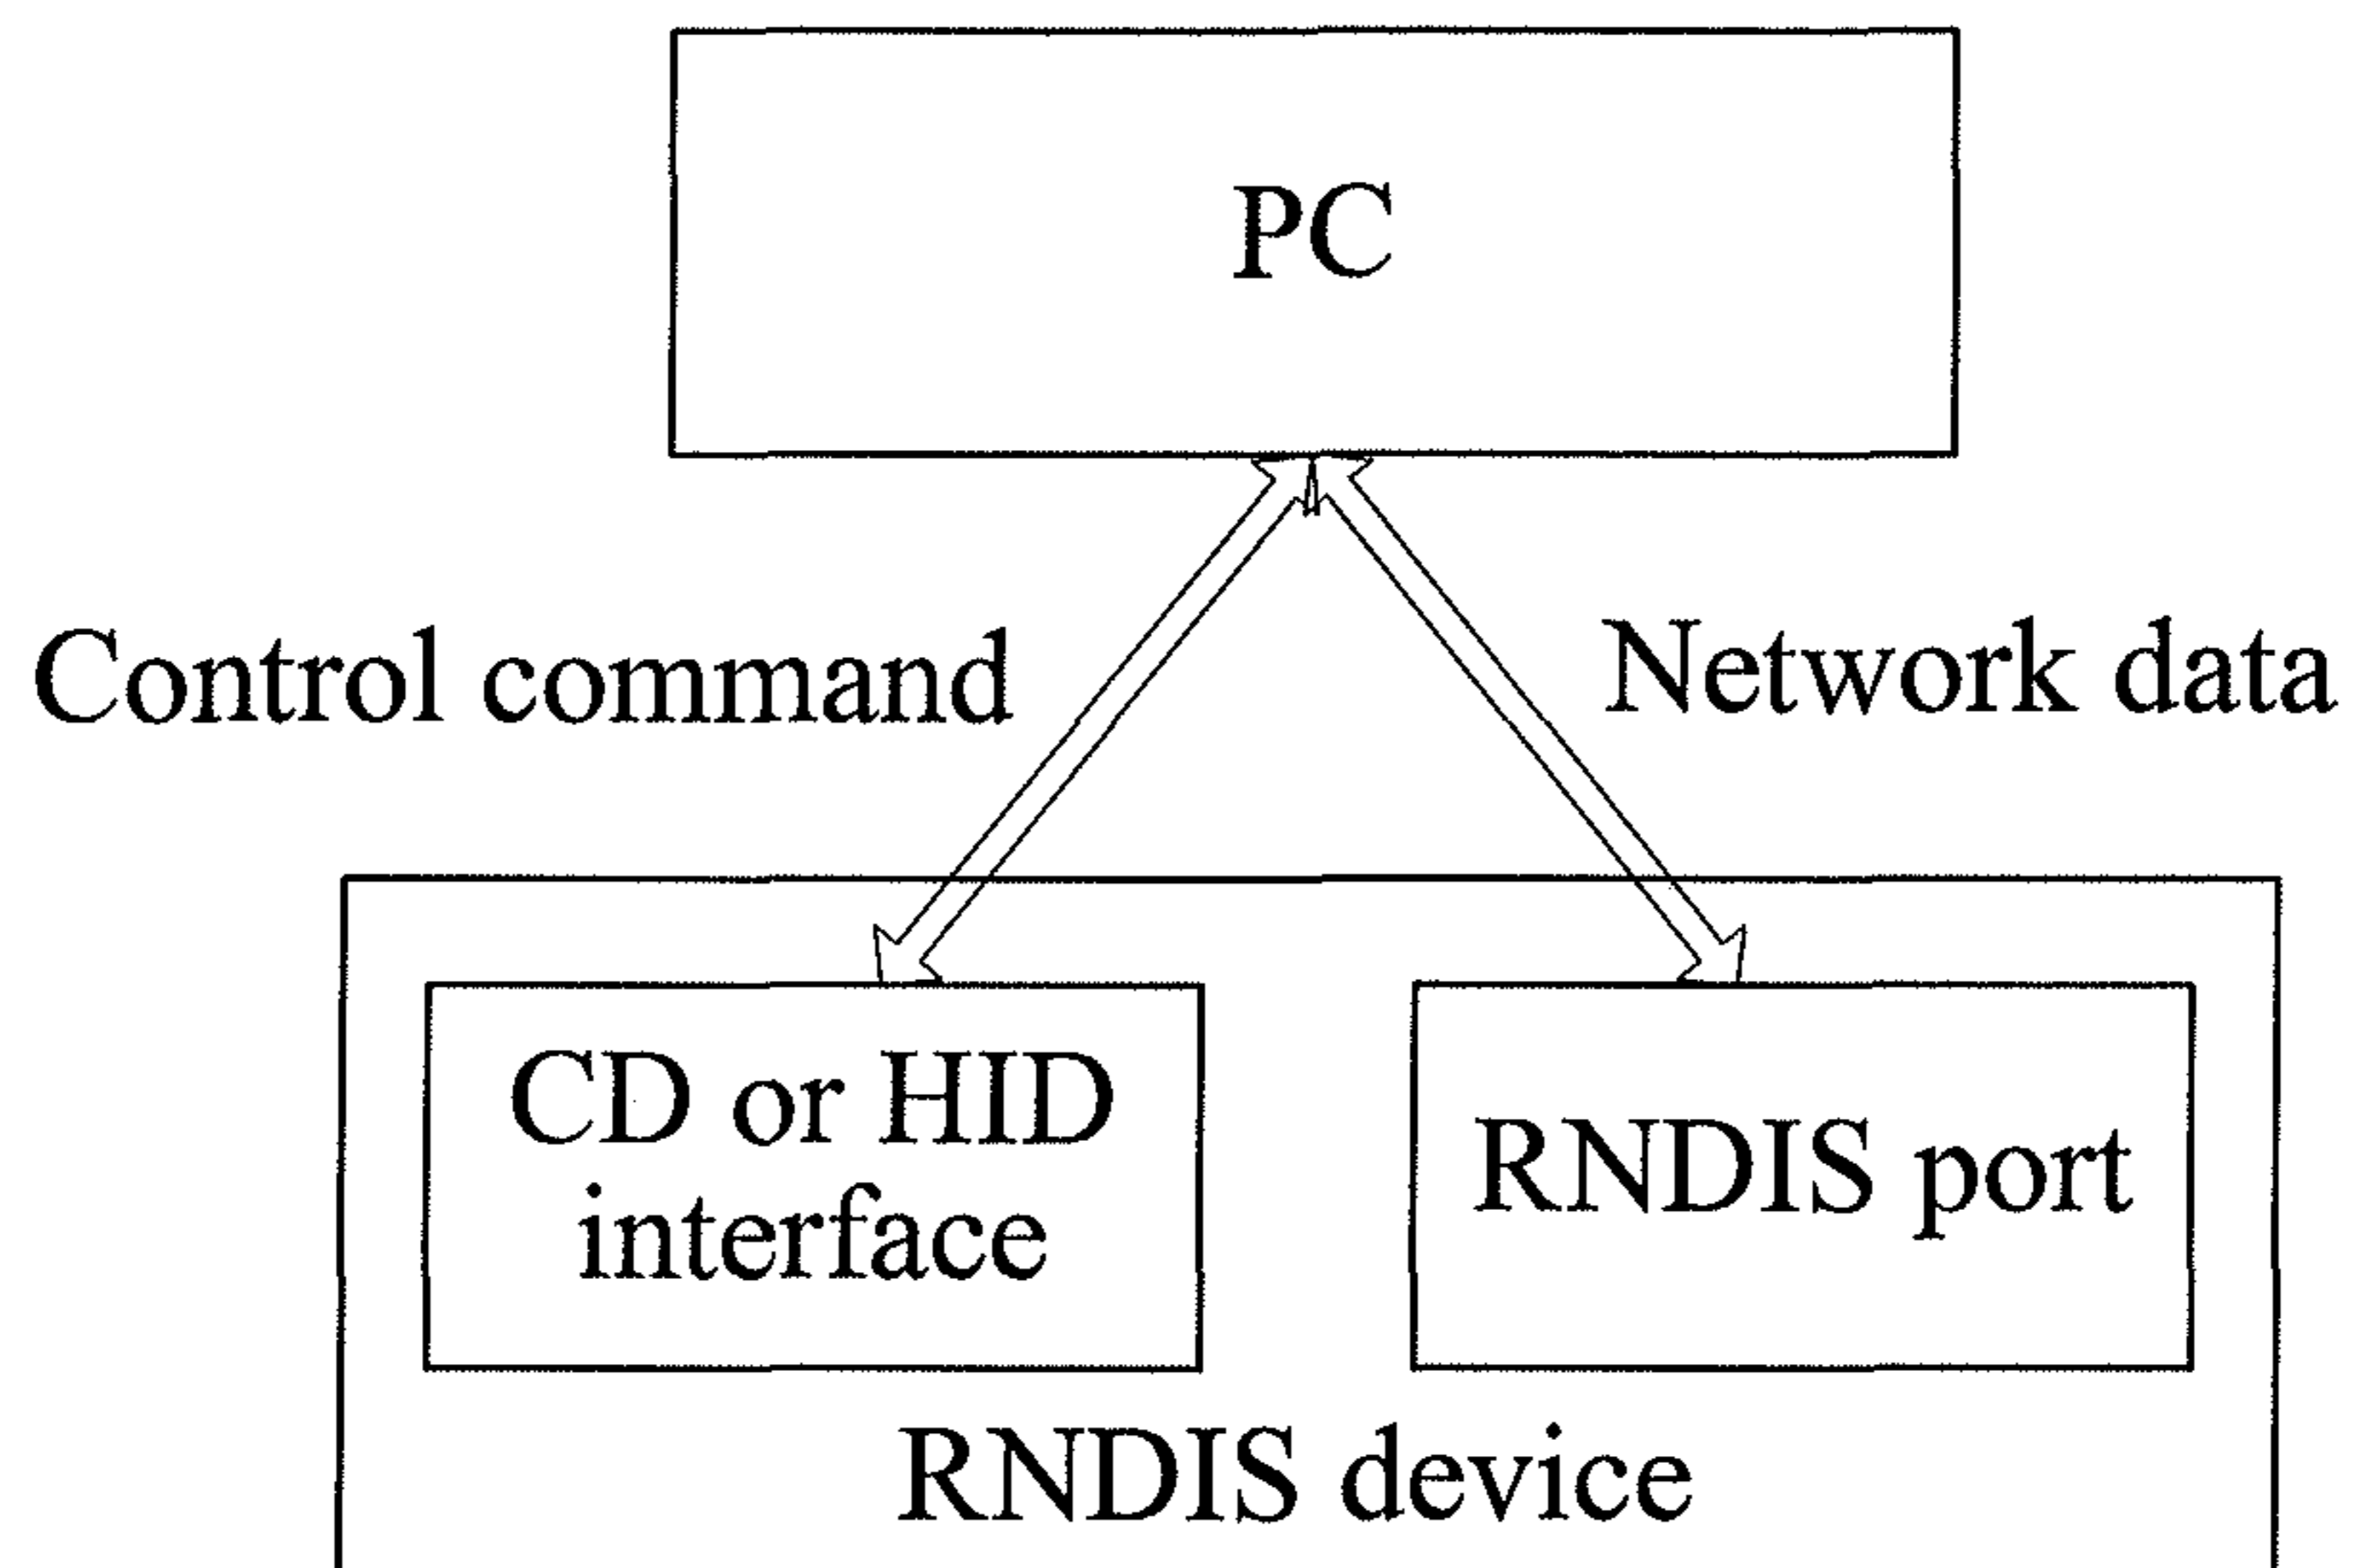 PC
Control command
Network data
CD or HID
interface
RNDIS port
RNDIS device